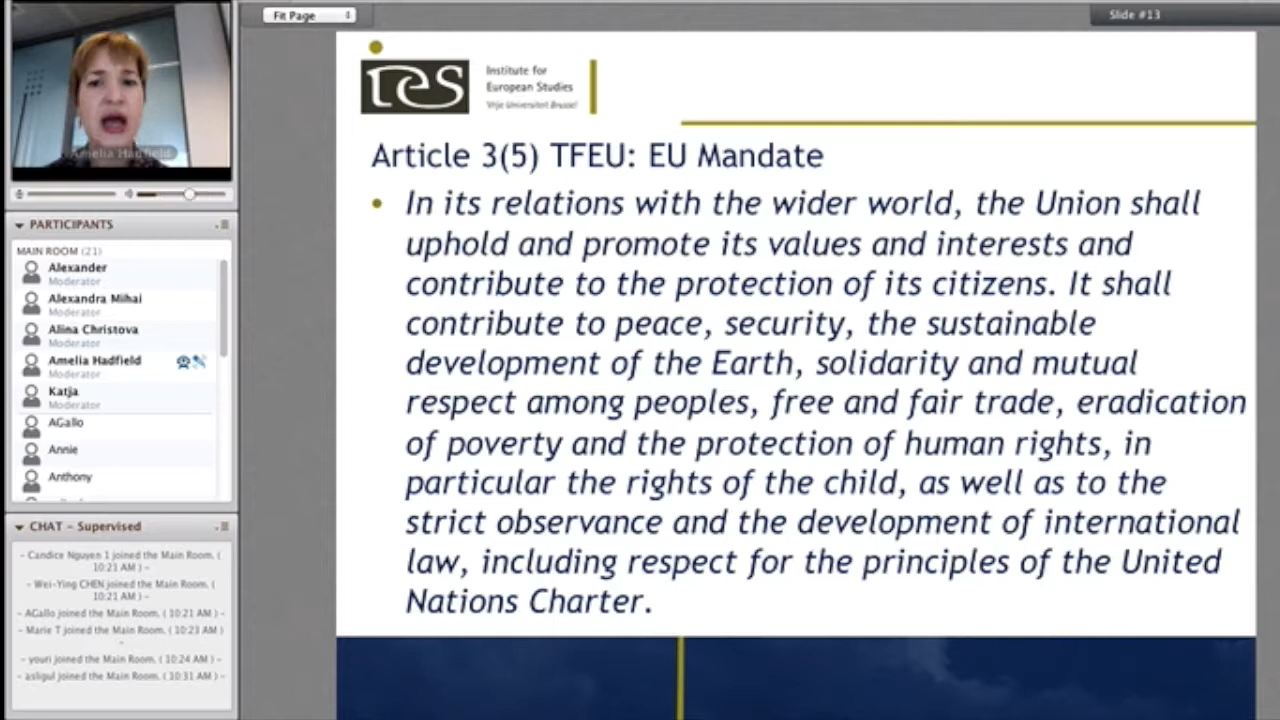 Fit Page
Slide #13
Amelia Hadfield
PARTICIPANTS
MAIN ROOM (21)
Alexander
Moderator
Alexandra Mihai
Moderator
Alina Christova
Moderator
Amelia Hadfield
Moderator
Katja
Moderator
AGallo
Annie
Anthony
CHAT - Supervised
- Candice Nguyen 1 joined the Main Room. (
10:21 AM ) -
- Wei-Ying CHEN joined the Main Room. (
10:21 AM ) -
- AGallo joined the Main Room. ( 10:21 AM ) -
- Marie T joined the Main Room. ( 10:23 AM )
-
- youri joined the Main Room. ( 10:24 AM ) -
- asligul joined the Main Room. ( 10:31 AM ) -
ies
Institute for
European Studies
Vrije Universiteit Brussel
Article 3(5) TFEU: EU Mandate
• In its relations with the wider world, the Union shall
uphold and promote its values and interests and
contribute to the protection of its citizens. It shall
contribute to peace, security, the sustainable
development of the Earth, solidarity and mutual
respect among peoples, free and fair trade, eradication
of poverty and the protection of human rights, in
particular the rights of the child, as well as to the
strict observance and the development of international
law, including respect for the principles of the United
Nations Charter.